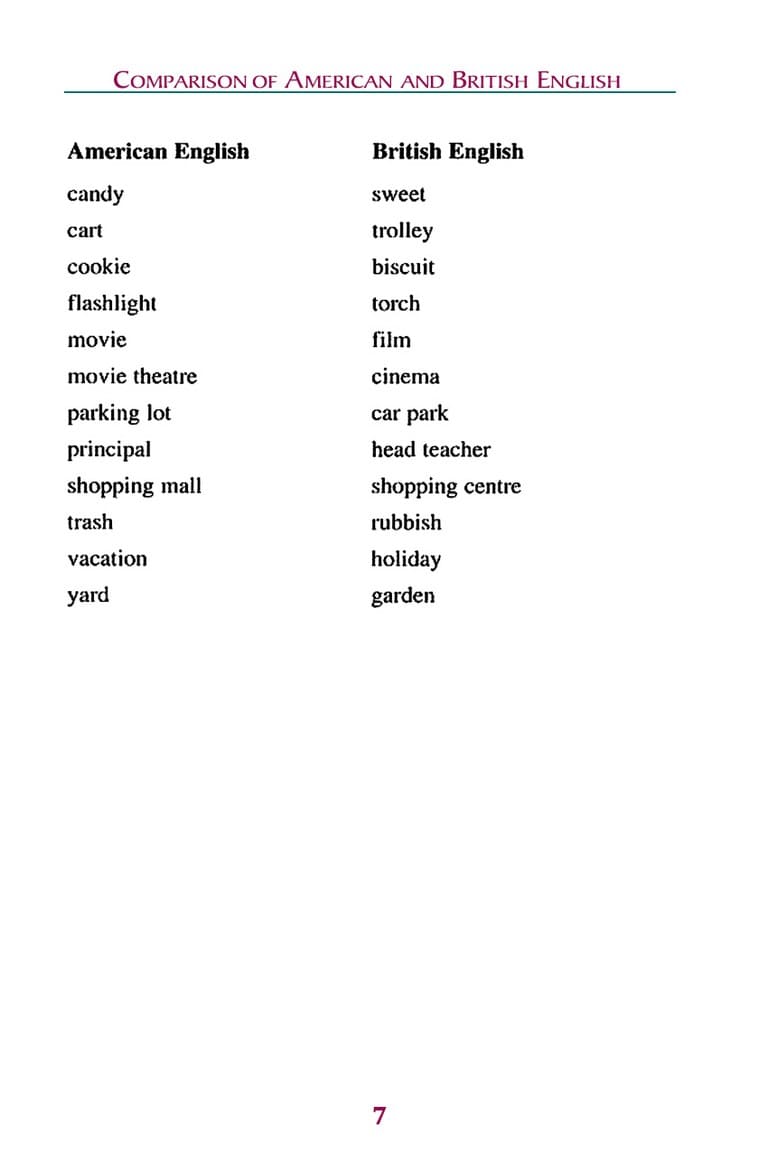 COMPARISON OF AMERICAN AND BRITISH ENGLISH
American English British English
candy sweet
cart trolley
cookie biscuit
flashlight torch
movie film
movie theatre cinema
parking lot car park
principal head teacher
shopping mall shopping centre
trash rubbish
vacation holiday
yard garden
7